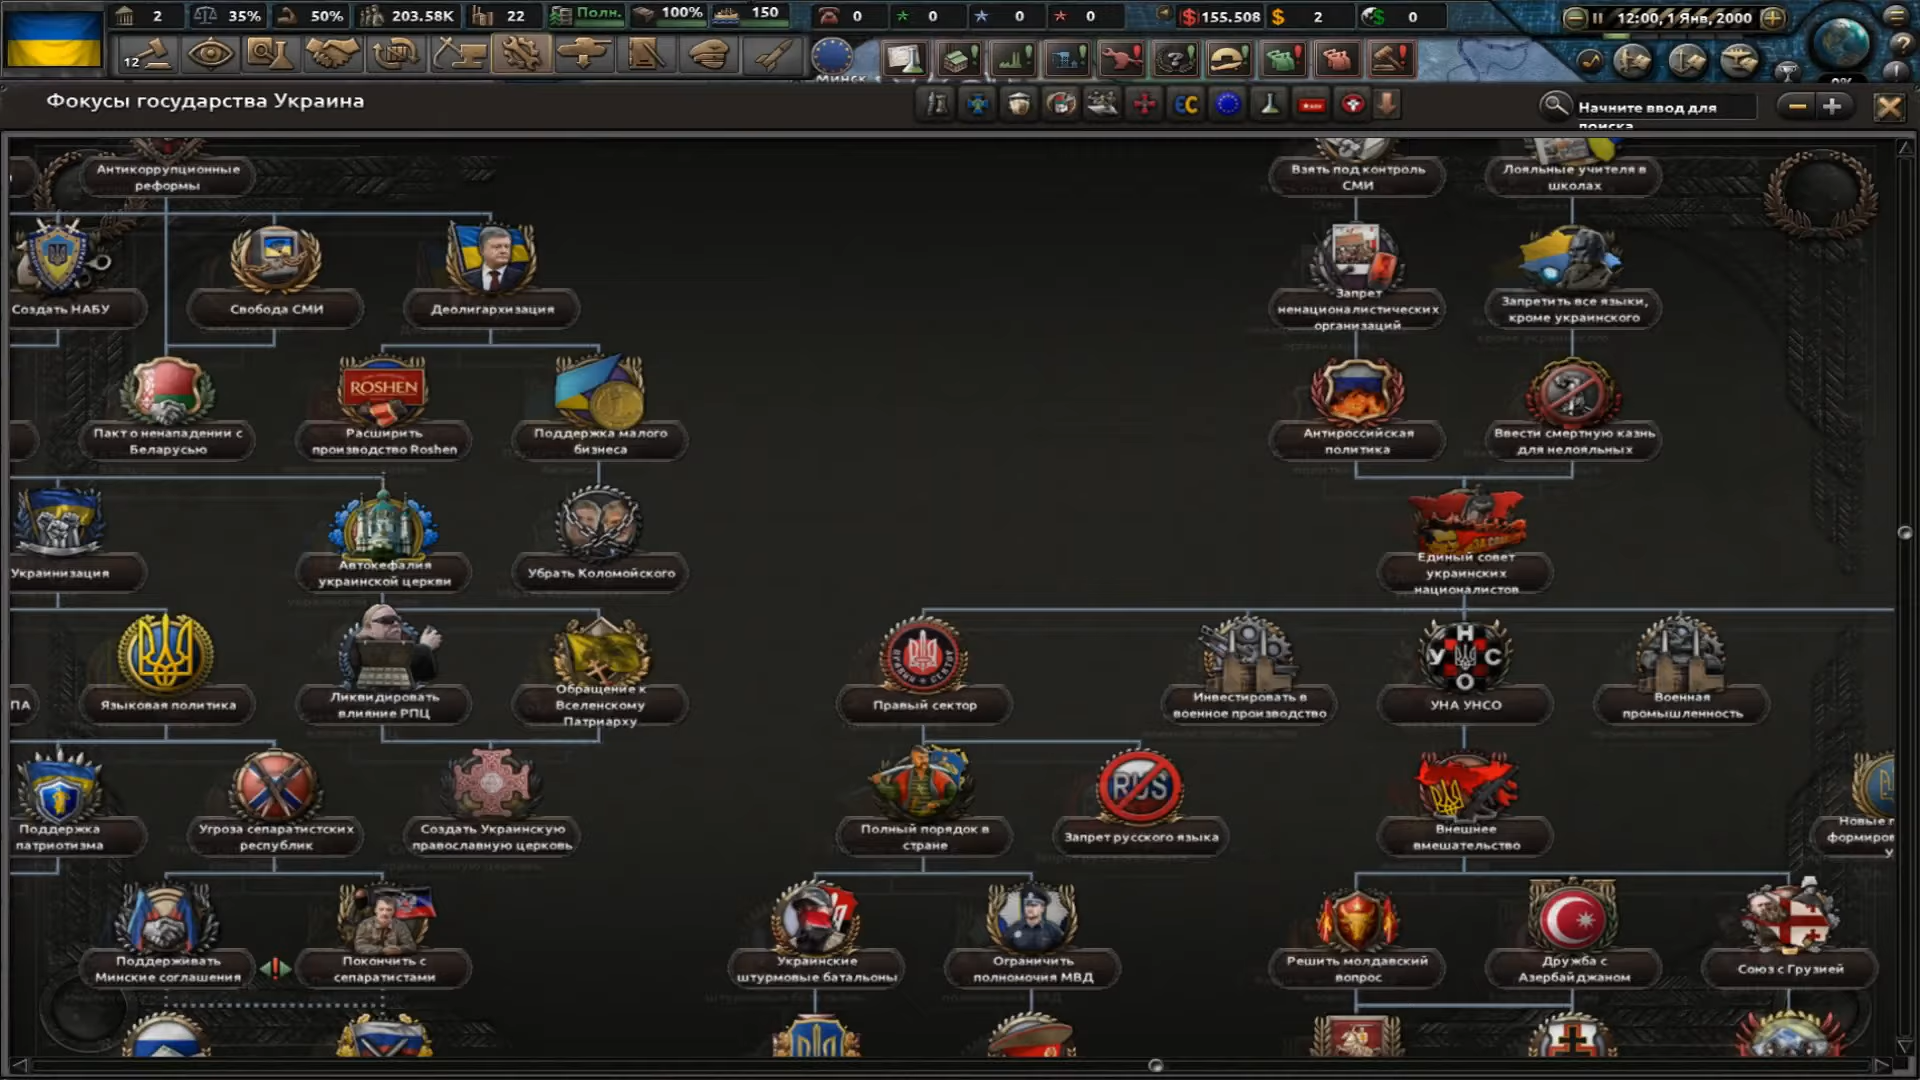 2
35%
50%
203.58K
22
Полн.
100%
150
0
0
0
0
155.508
2
0
12:00, 1 Янв, 2000
12
Минск
0%
Фокусы государства Украина
ЕС
Начните ввод для
поиска
Антикоррупционные
реформы
Взять под контроль
СМИ
Лояльные учителя в
школах
Создать НАБУ
Свобода СМИ
Деолигархизация
Запрет
ненационалистических
организаций
Запретить все языки,
кроме украинского
ROSHEN
Пакт о ненападении с
Беларусью
Расширить
производство Roshen
Поддержка малого
бизнеса
Антироссийская
политика
Ввести смертную казнь
для нелояльных
Украинизация
Автокефалия
украинской церкви
Убрать Коломойского
Единый совет
украинских
националистов
УНСО
ПА
Языковая политика
Ликвидировать
влияние РПЦ
Обращение к
Вселенскому
Патриарху
Правый сектор
Инвестировать в
военное производство
УНА УНСО
Военная
промышленность
RUS
Поддержка
патриотизма
Угроза сепаратистских
республик
Создать Украинскую
православную церковь
Полный порядок в
стране
Запрет русского языка
Внешнее
вмешательство
Новые
формиров
У
Поддерживать
Минские соглашения
Покончить с
сепаратистами
Украинские
штурмовые батальоны
Ограничить
полномочия МВД
Решить молдавский
вопрос
Дружба с
Азербайджаном
Союз с Грузией